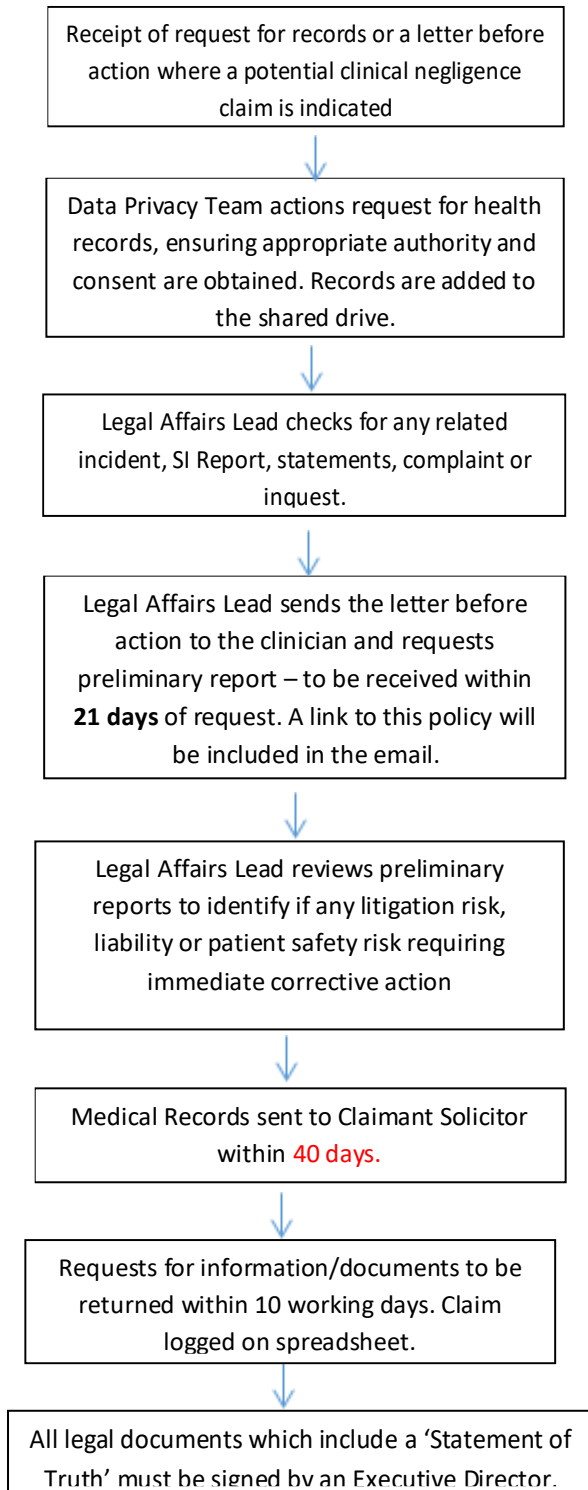 Receipt of request for records or a letter before
action where a potential clinical negligence
claim is indicated
Data Privacy Team actions request for health
records, ensuring appropriate authority and
consent are obtained. Records are added to
the shared drive.
Legal Affairs Lead checks for any related
incident, SI Report, statements, complaint or
inquest.
Legal Affairs Lead sends the letter before
action to the clinician and requests
preliminary report – to be received within
21 days of request. A link to this policy will
be included in the email.
Legal Affairs Lead reviews preliminary
reports to identify if any litigation risk,
liability or patient safety risk requiring
immediate corrective action
Medical Records sent to Claimant Solicitor
within 40 days.
Requests for information/documents to be
returned within 10 working days. Claim
logged on spreadsheet.
All legal documents which include a ‘Statement of
Truth’ must be signed by an Executive Director.